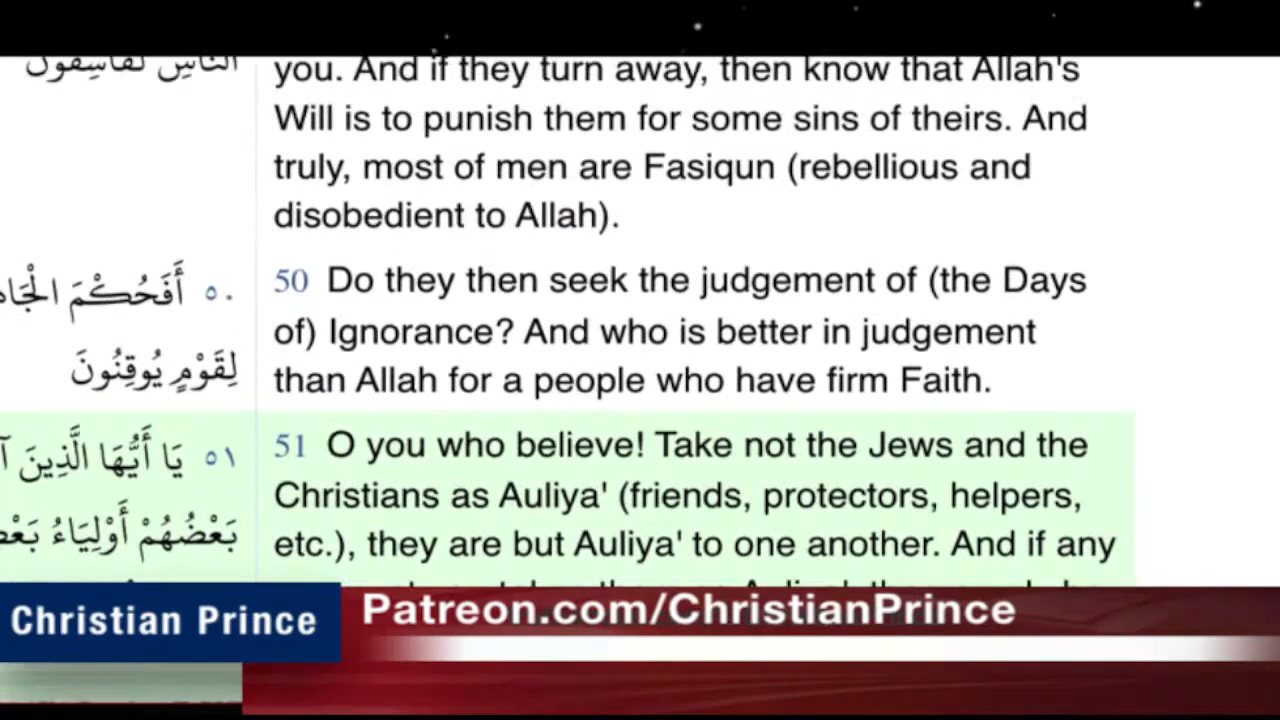 الناس لفاسقون
you. And if they turn away, then know that Allah's
Will is to punish them for some sins of theirs. And
truly, most of men are Fasiqun (rebellious and
disobedient to Allah).
٥٠ أَفَحُكْمَ
لِقَوْمٍ يُوقِنُونَ
50 Do they then seek the judgement of (the Days
of) Ignorance? And who is better in judgement
than Allah for a people who have firm Faith.
٥١ يَا أَيُّهَا الَّذِينَ
بَعْضُهُمْ أَوْلِيَاءُ
51 O you who believe! Take not the Jews and the
Christians as Auliya' (friends, protectors, helpers,
etc.), they are but Auliya' to one another. And if any
Christian Prince
Patreon.com/ChristianPrince